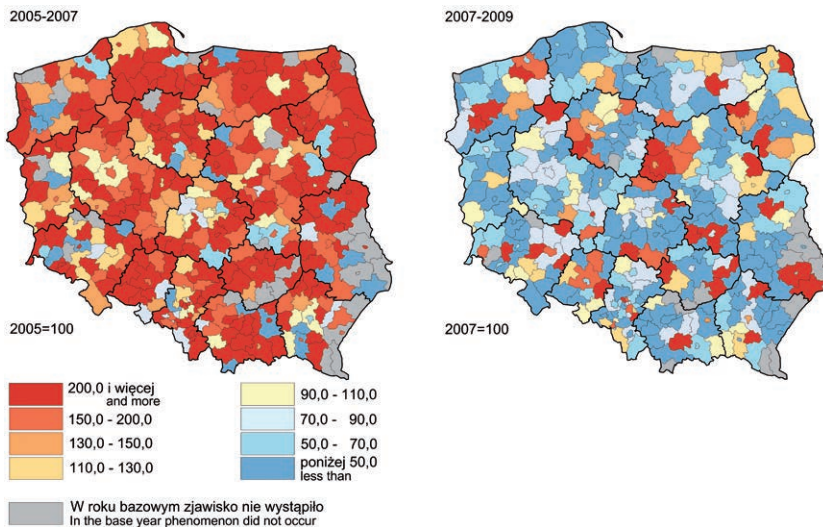 2005-2007
2007-2009
2005=100
2007=100
200,0 i więcej
and more
150,0 - 200,0
130,0 - 150,0
110,0 - 130,0
90,0 - 110,0
70,0 - 90,0
50,0 - 70,0
poniżej 50,0
less than
W roku bazowym zjawisko nie wystąpiło
In the base year phenomenon did not occur